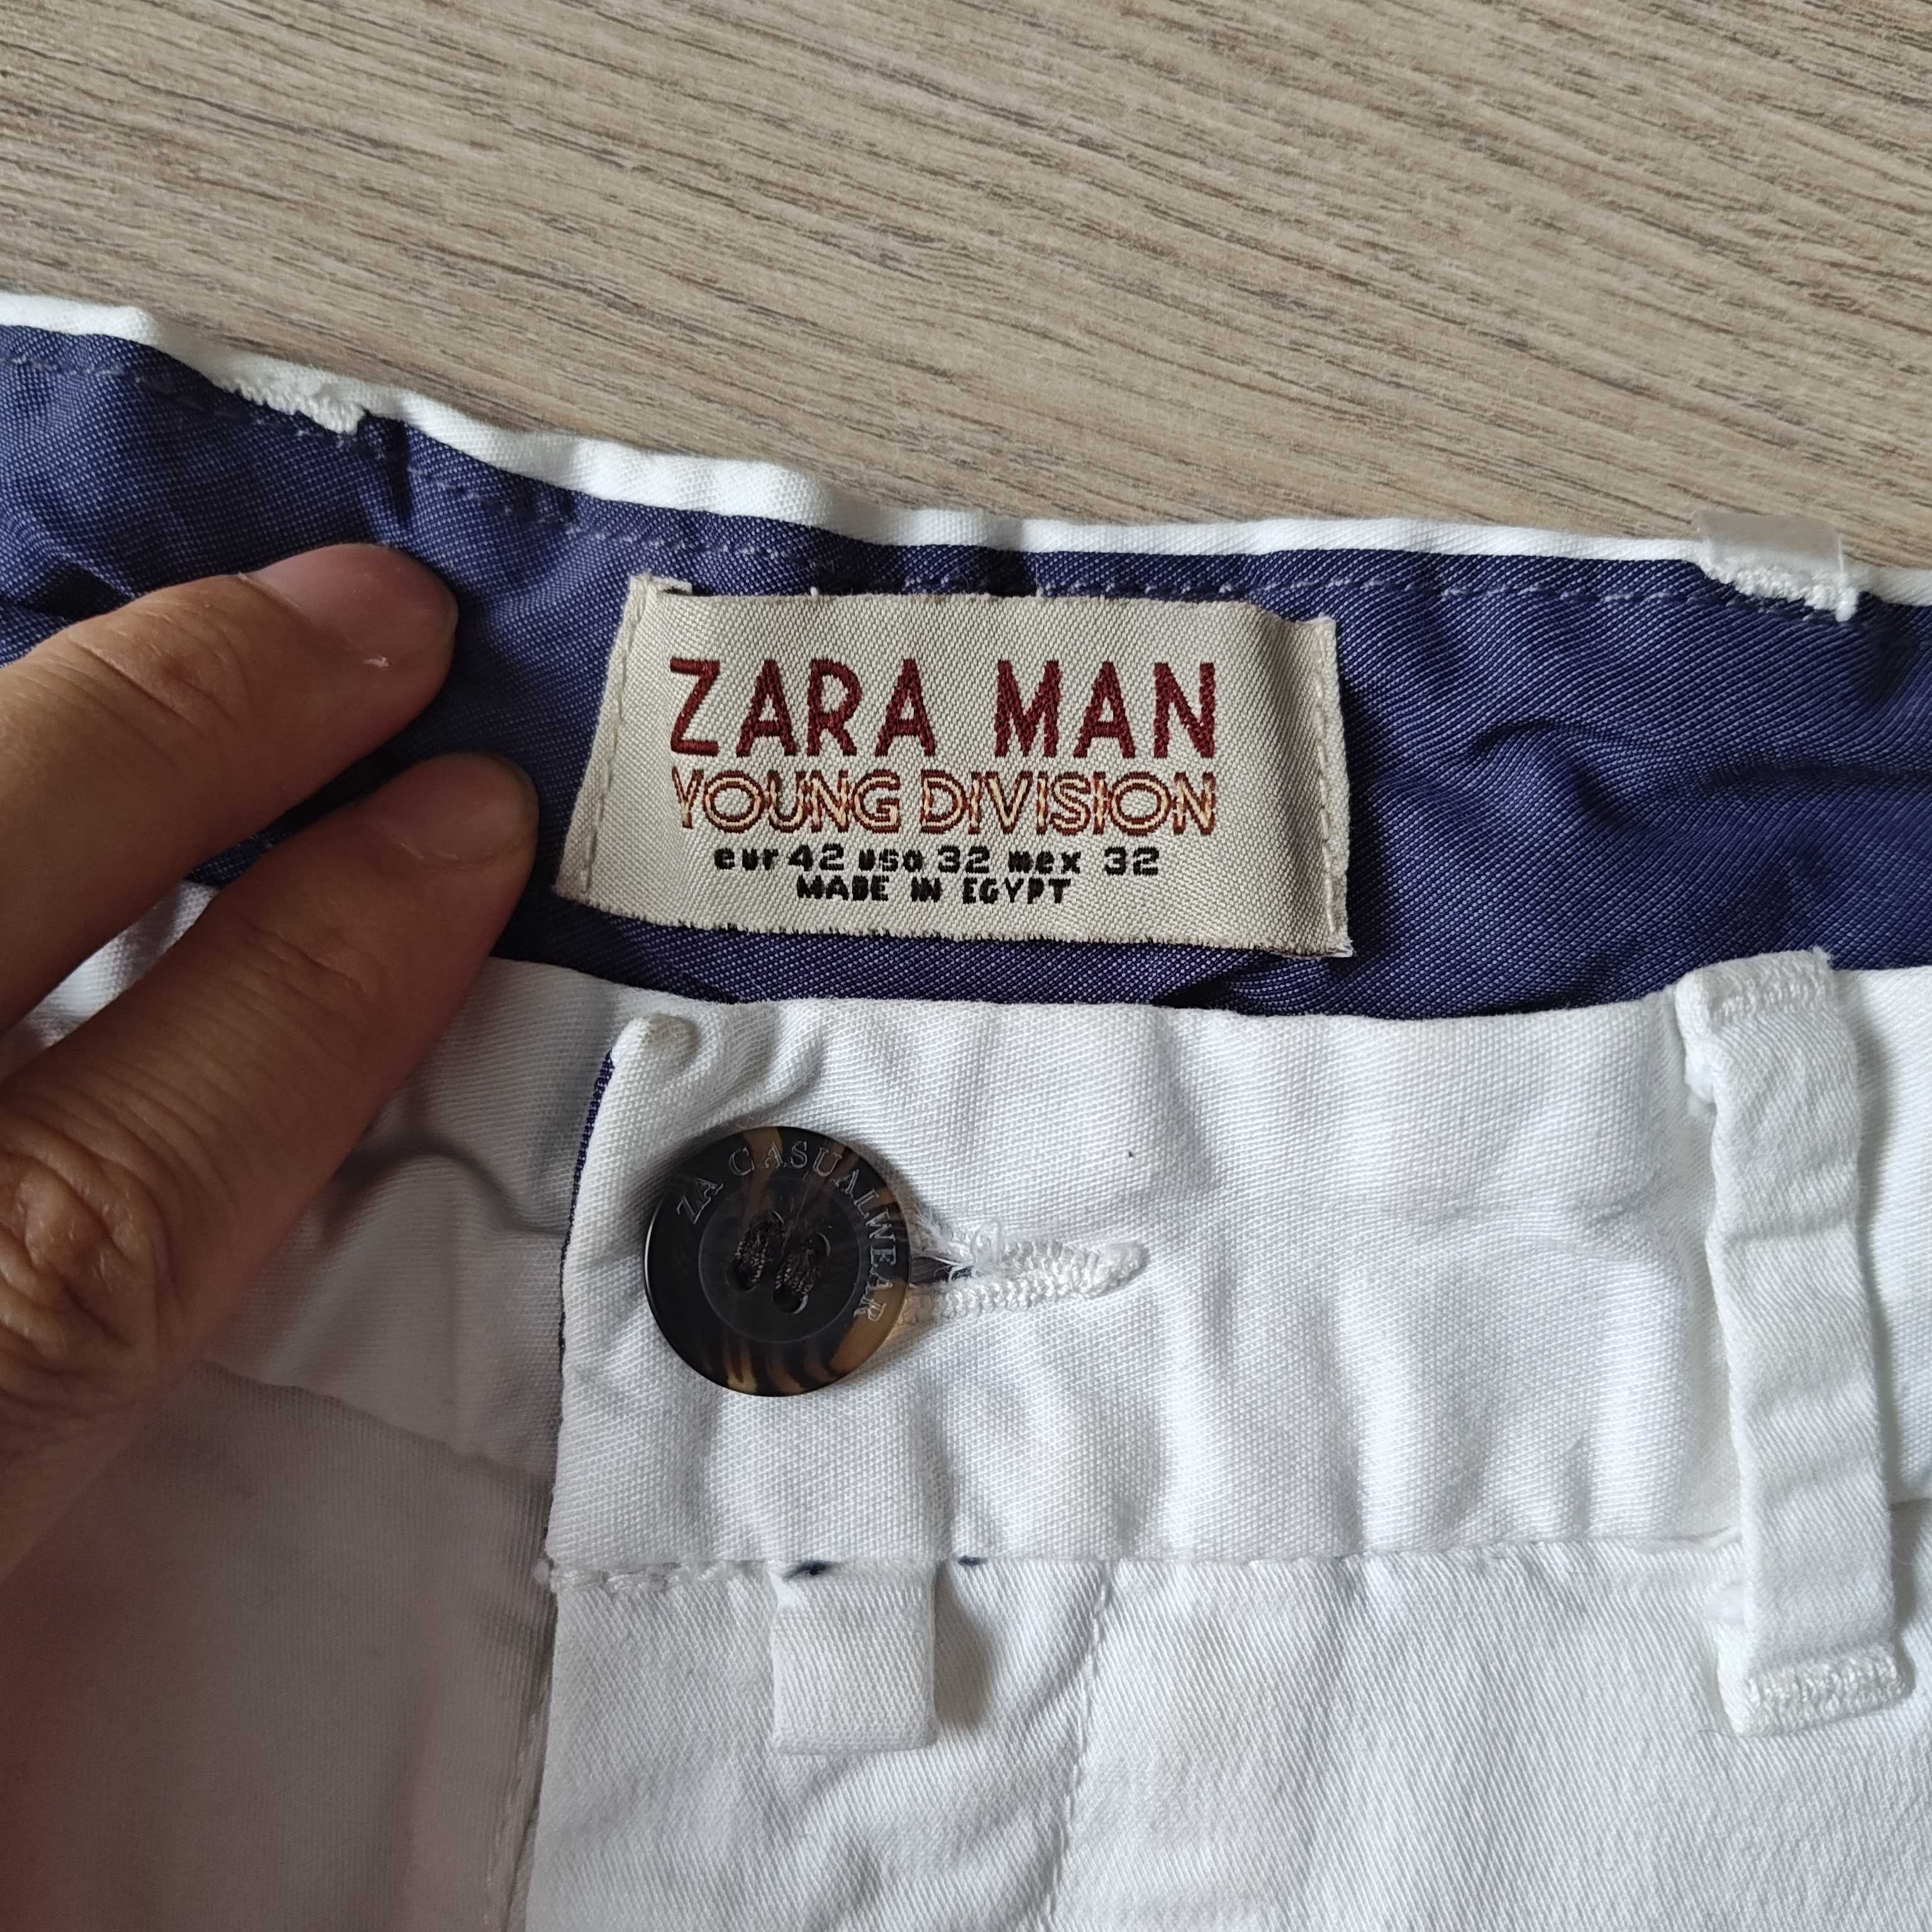 ZARA MAN
YOUNG DIVISION
eur 42 usa 32 mex 32
MADE IN EGYPT
ZA CASUALWEAR